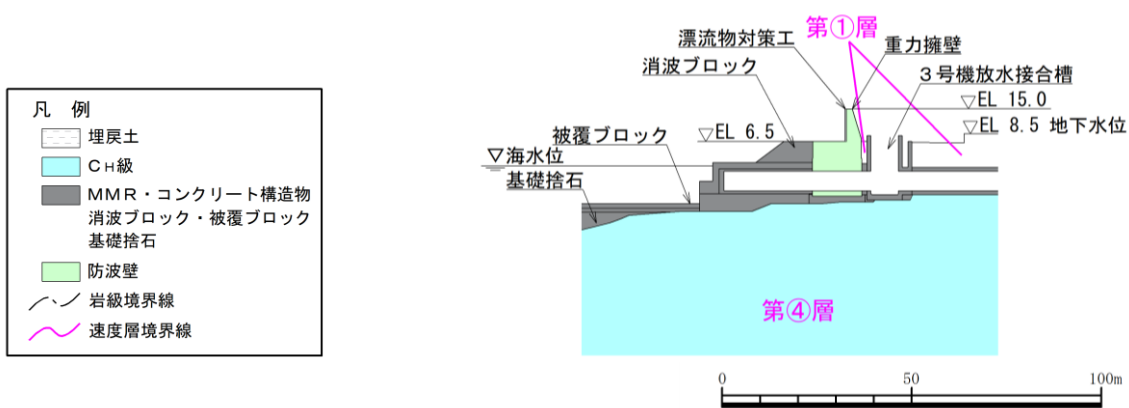 凡 例
埋戻土
CH級
MMR・コンクリート構造物
消波ブロック・被覆ブロック
基礎捨石
防波壁
岩級境界線
速度層境界線
第①層
漂流物対策工
重力擁壁
消波ブロック
3号機放水接合槽
▽EL 15.0
被覆ブロック
▽EL 6.5
▽EL 8.5 地下水位
▽海水位
基礎捨石
第④層
0 50 100m